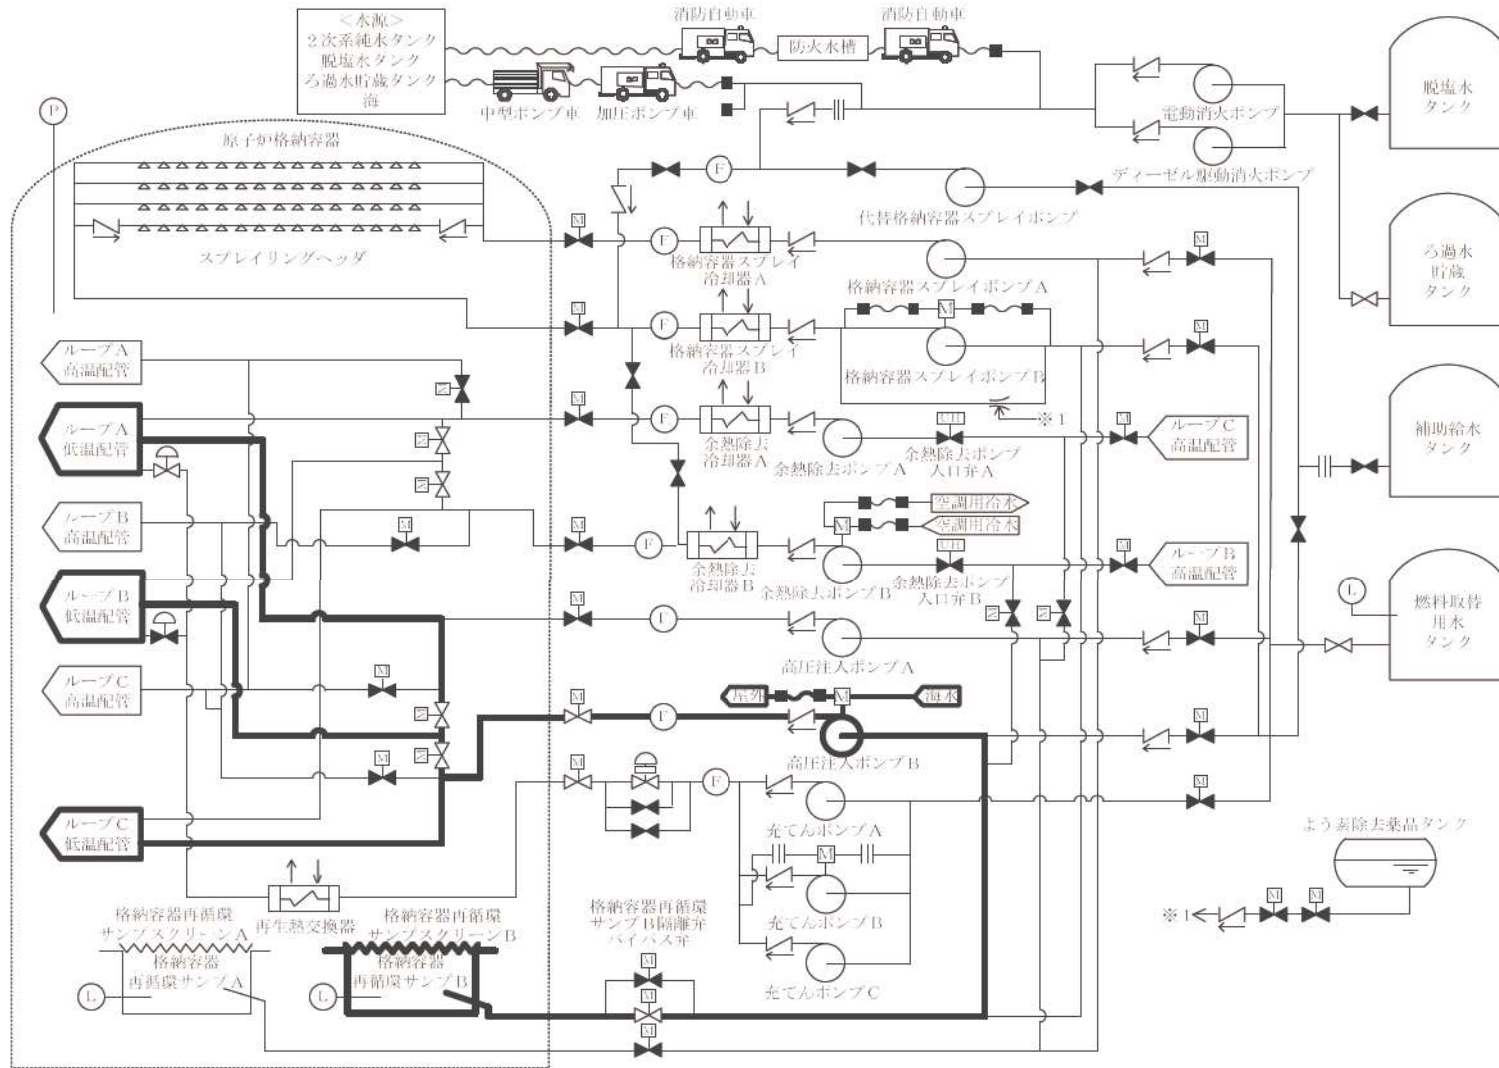 ＜水源＞
２次系純水タンク
脱塩水タンク
ろ過水貯蔵タンク
海
消防自動車
防火水槽
消防自動車
中型ポンプ車
加圧ポンプ車
電動消火ポンプ
ディーゼル駆動消火ポンプ
脱塩水
タンク
P
原子炉格納容器
スプレイリングヘッダ
F
代替格納容器スプレイポンプ
ろ過水
貯蔵
タンク
M
F
格納容器スプレイ
冷却器A
格納容器スプレイポンプA
M
M
F
格納容器スプレイ
冷却器B
M
格納容器スプレイポンプB
M
※1
ループA
高温配管
M
ループA
低温配管
M
M
M
F
余熱除去
冷却器A
余熱除去ポンプA
余熱除去ポンプ
入口弁A
M
ループC
高温配管
補助給水
タンク
ループB
高温配管
M
M
F
余熱除去
冷却器B
M
空調用冷水
空調用冷水
余熱除去ポンプB
余熱除去ポンプ
入口弁B
M
M
M
ループB
高温配管
ループB
低温配管
M
F
高圧注入ポンプA
M
L
燃料取替
用水
タンク
ループC
高温配管
M
M
M
M
M
F
屋外
M
海水
高圧注入ポンプB
M
ループC
低温配管
M
F
充てんポンプA
M
M
充てんポンプB
充てんポンプC
再生熱交換器
よう素除去薬品タンク
※1
M
M
格納容器再循環
サンプスクリーンA
格納容器
再循環サンプA
L
格納容器再循環
サンプスクリーンB
格納容器
再循環サンプB
L
格納容器再循環
サンプB隔離弁
バイパス弁
M
M
M